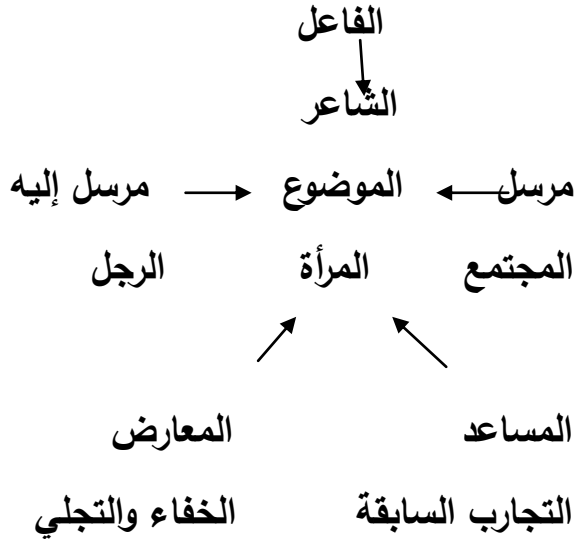 الفاعل
الشاعر
مرسل الموضوع مرسل إليه
المجتمع المرأة الرجل
المساعد المعارض
التجارب السابقة الخفاء والتجلي